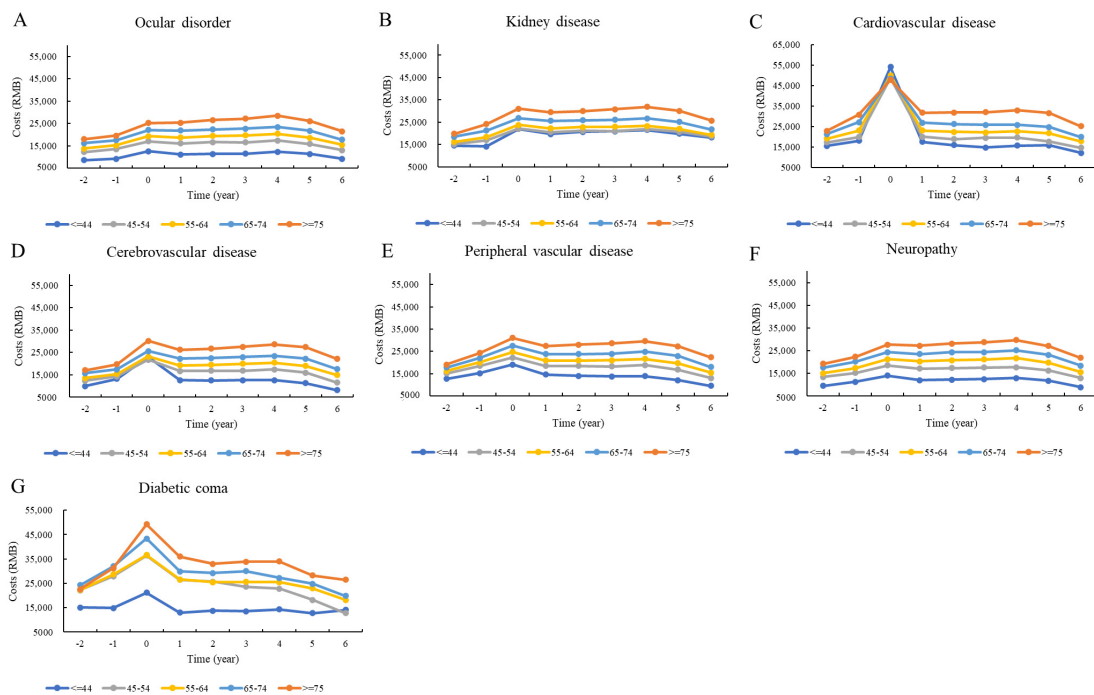 A
Ocular disorder
Costs (RMB)
55,000
45,000
35,000
25,000
15,000
5000
-2 -1 0 1 2 3 4 5 6
Time (year)
<=44 45-54 55-64 65-74 >=75
B
Kidney disease
Costs (RMB)
55,000
45,000
35,000
25,000
15,000
5000
-2 -1 0 1 2 3 4 5 6
Time (year)
<=44 45-54 55-64 65-74 >=75
C
Cardiovascular disease
Costs (RMB)
65,000
55,000
45,000
35,000
25,000
15,000
5000
-2 -1 0 1 2 3 4 5 6
Time (year)
<=44 45-54 55-64 65-74 >=75
D
Cerebrovascular disease
Costs (RMB)
55,000
45,000
35,000
25,000
15,000
5000
-2 -1 0 1 2 3 4 5 6
Time (year)
<=44 45-54 55-64 65-74 >=75
E
Peripheral vascular disease
Costs (RMB)
55,000
45,000
35,000
25,000
15,000
5000
-2 -1 0 1 2 3 4 5 6
Time (year)
<=44 45-54 55-64 65-74 >=75
F
Neuropathy
Costs (RMB)
55,000
45,000
35,000
25,000
15,000
5000
-2 -1 0 1 2 3 4 5 6
Time (year)
<=44 45-54 55-64 65-74 >=75
G
Diabetic coma
Costs (RMB)
55,000
45,000
35,000
25,000
15,000
5000
-2 -1 0 1 2 3 4 5 6
Time (year)
<=44 45-54 55-64 65-74 >=75